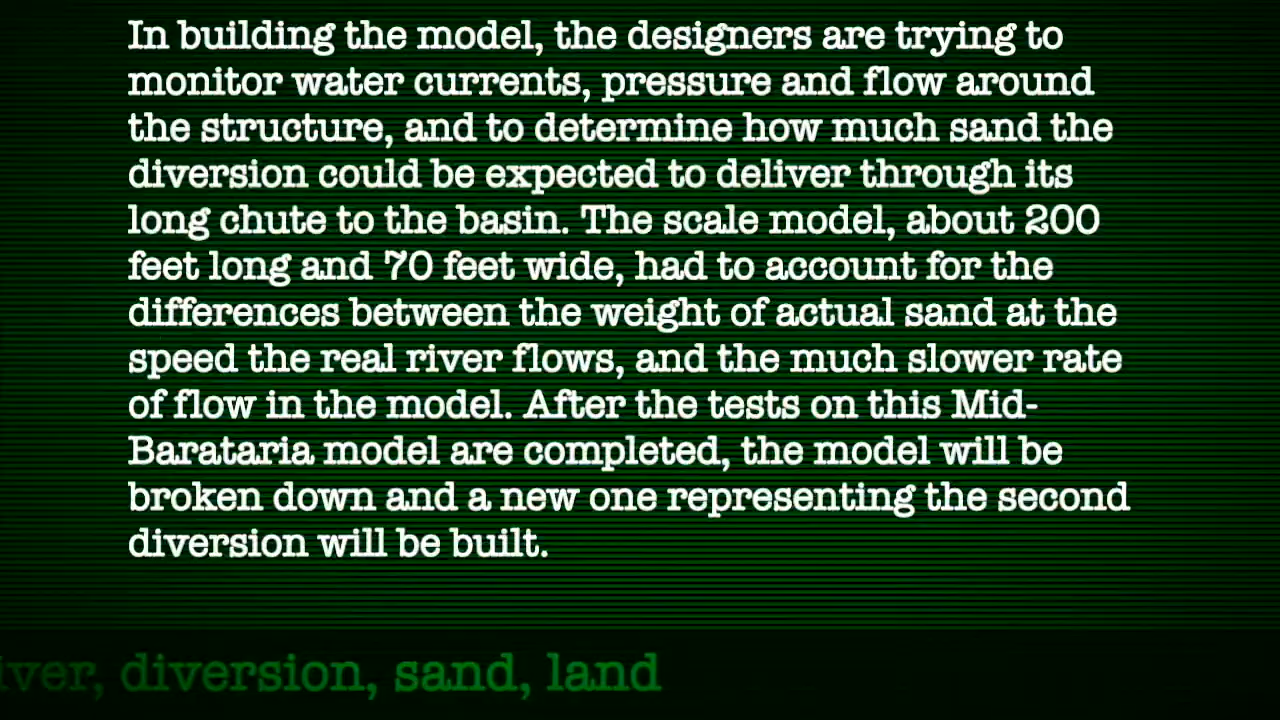 In building the model, the designers are trying to
monitor water currents, pressure and flow around
the structure, and to determine how much sand the
diversion could be expected to deliver through its
long chute to the basin. The scale model, about 200
feet long and 70 feet wide, had to account for the
differences between the weight of actual sand at the
speed the real river flows, and the much slower rate
of flow in the model. After the tests on this Mid-
Barataria model are completed, the model will be
broken down and a new one representing the second
diversion will be built.
iver, diversion, sand, land